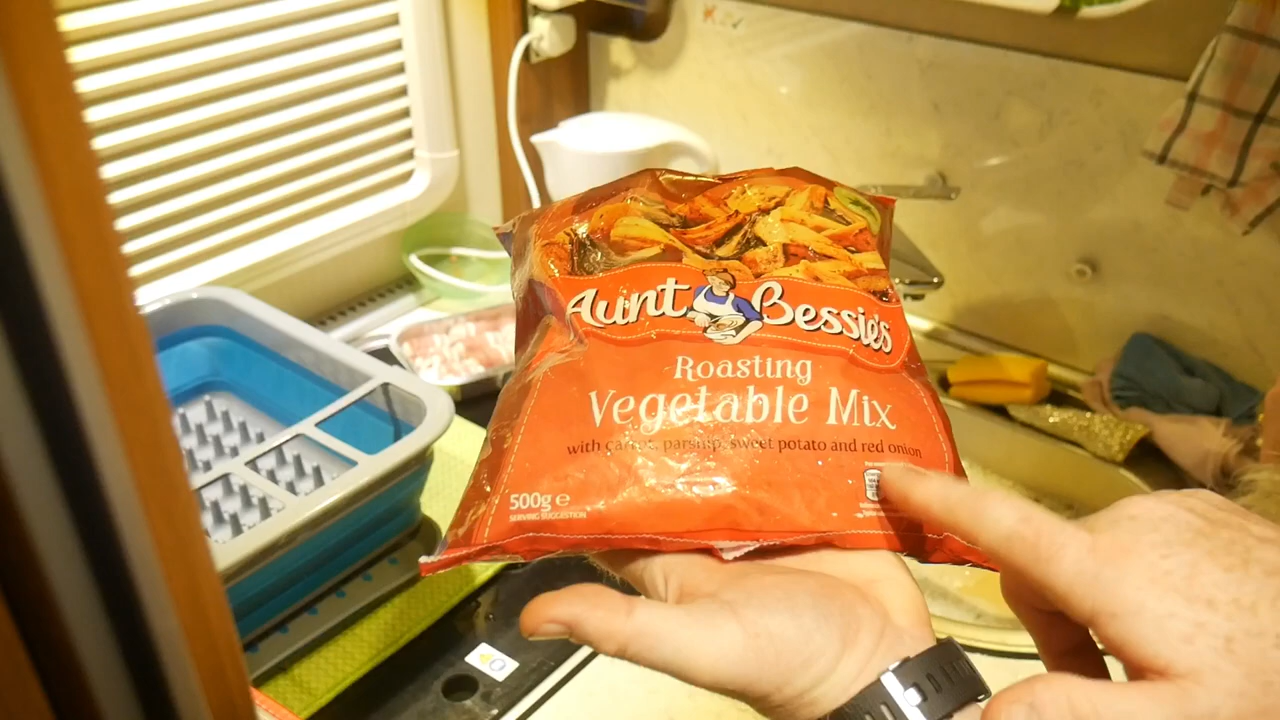 Aunt Bessie's
Roasting
Vegetable Mix
with carrot, parsnip, sweet potato and red onion
500g e
SERVING SUGGESTION